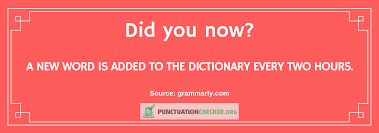 Did you now?
A NEW WORD IS ADDED TO THE DICTIONARY EVERY TWO HOURS.
Source: grammarly.com
PUNCTUATIONCHECKER.ORG